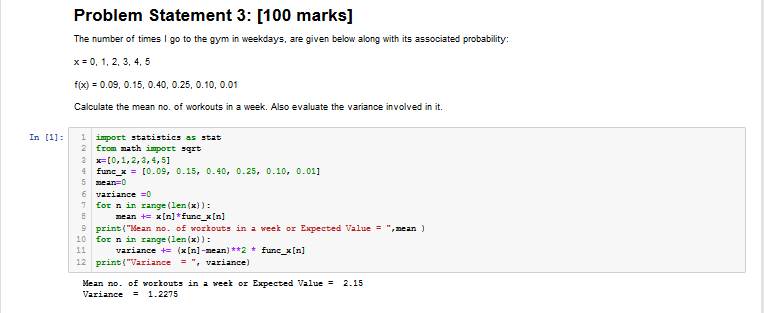 Problem Statement 3: [100 marks]
The number of times I go to the gym in weekdays, are given below along with its associated probability:
x = 0, 1, 2, 3, 4, 5
f(x) = 0.09, 0.15, 0.40, 0.25, 0.10, 0.01
Calculate the mean no. of workouts in a week. Also evaluate the variance involved in it.
In [1]:
1 import statistics as stat
2 from math import sqrt
3 x=[0,1,2,3,4,5]
4 func_x = [0.09, 0.15, 0.40, 0.25, 0.10, 0.01]
5 mean=0
6 variance =0
7 for n in range(len(x)):
8     mean += x[n]*func_x[n]
9 print("Mean no. of workouts in a week or Expected Value = ",mean )
10 for n in range(len(x)):
11     variance += (x[n]-mean)**2 * func_x[n]
12 print("Variance  = ", variance)
Mean no. of workouts in a week or Expected Value =  2.15
Variance  =  1.2275